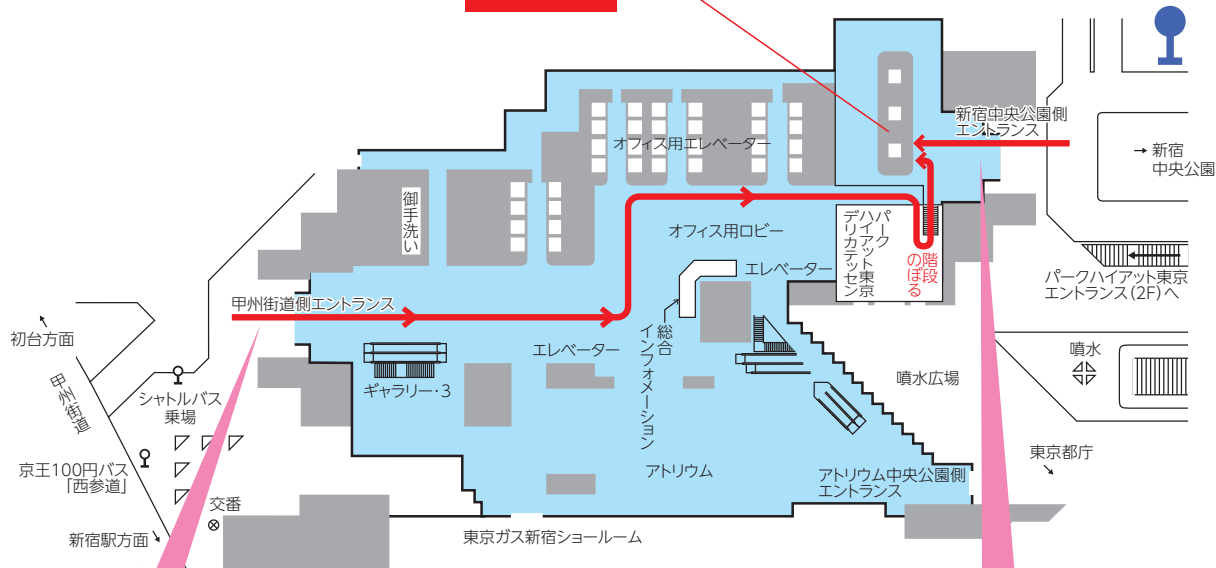 新宿中央公園側
エントランス
→新宿
中央公園
オフィス用エレベーター
御手洗い
オフィス用ロビー
パーク
ハイアット東京
デリカテッセン
階段
のぼる
エレベーター
パークハイアット東京
エントランス(2F)へ
甲州街道側エントランス
総合
インフォメーション
初台方面
エレベーター
噴水
甲州街道
ギャラリー・3
噴水広場
シャトルバス
乗場
東京都庁
京王100円バス
「西参道」
アトリウム
アトリウム中央公園側
エントランス
交番
新宿駅方面
東京ガス新宿ショールーム